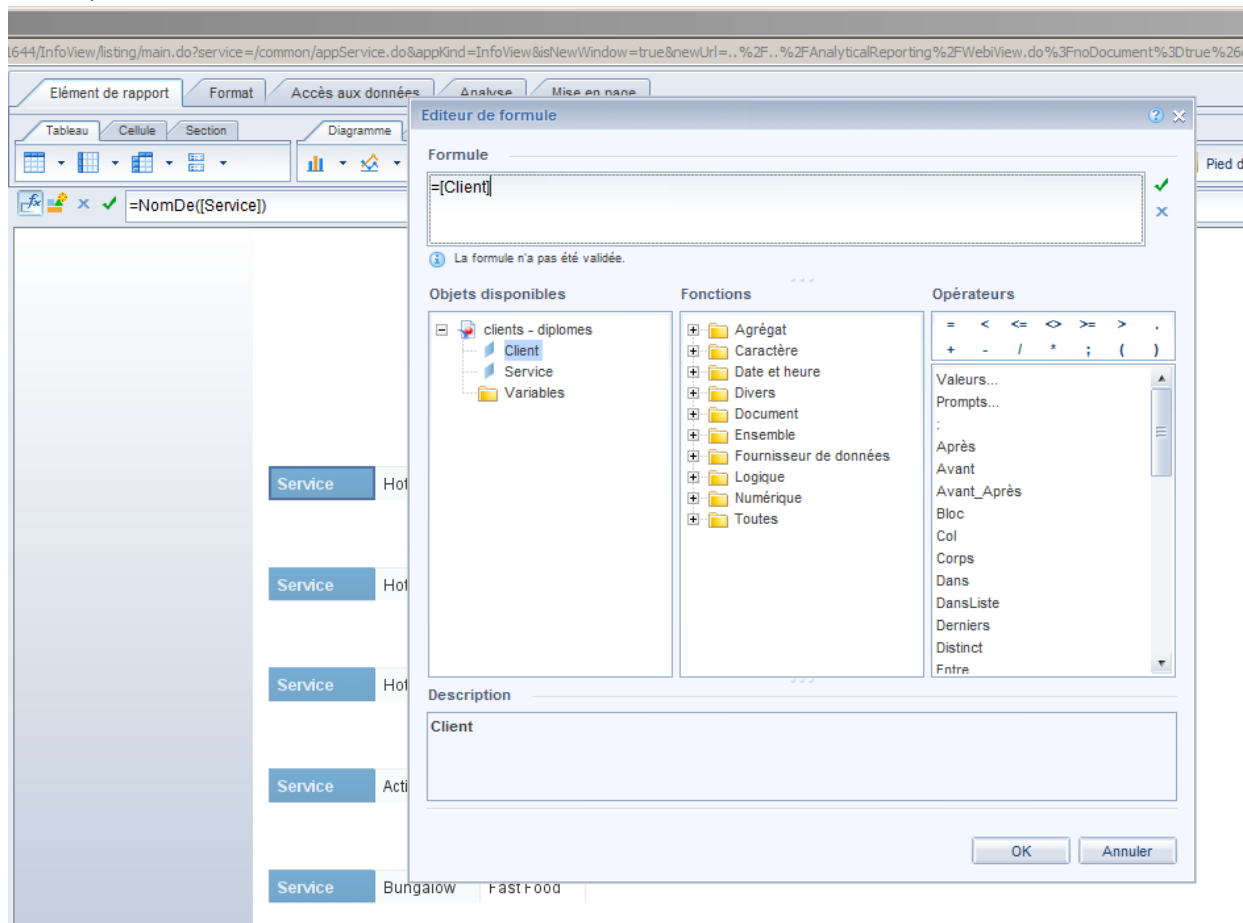 1644/InfoView/listing/main.do?service=/common/appService.do&appKind=InfoView&isNewWindow=true&newUrl=..%2F..%2FAnalyticalReporting%2FWebiView.do%3FnoDocument%3Dtrue%26
Elément de rapport Format Accès aux données Analyse Mise en page
Editeur de formule
Tableau Cellule Section Diagramme
Formule
Pied d
=[Client]
=NomDe([Service])
La formule n'a pas été validée.
Objets disponibles Fonctions Opérateurs
clients - diplomes
Client
Service
Variables
Agrégat
Caractère
Date et heure
Divers
Document
Ensemble
Fournisseur de données
Logique
Numérique
Toutes
= < <= <> >= > .
+ - / * ; ( )
Valeurs...
Prompts...
:
Après
Avant
Avant_Après
Bloc
Col
Corps
Dans
DansListe
Derniers
Distinct
Entre
Service Hot
Service Hot
Service Hot
Service Acti
Service Bungalow Fast Food
Description
Client
OK Annuler